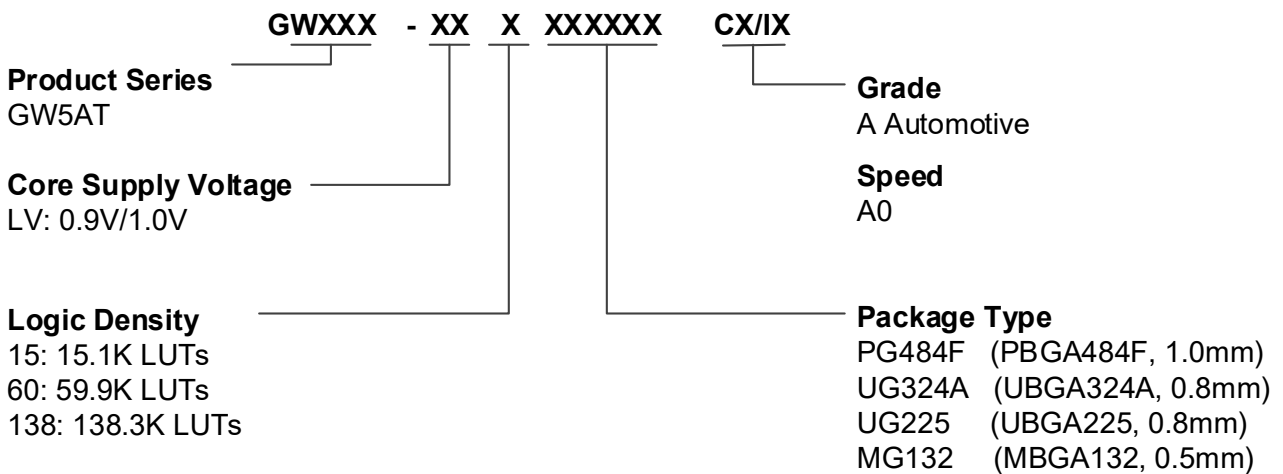 GWXXX - XX X XXXXXX CX/IX
Product Series
GW5AT
Core Supply Voltage
LV: 0.9V/1.0V
Logic Density
15: 15.1K LUTs
60: 59.9K LUTs
138: 138.3K LUTs
Grade
A Automotive
Speed
A0
Package Type
PG484F (PBGA484F, 1.0mm)
UG324A (UBGA324A, 0.8mm)
UG225 (UBGA225, 0.8mm)
MG132 (MBGA132, 0.5mm)